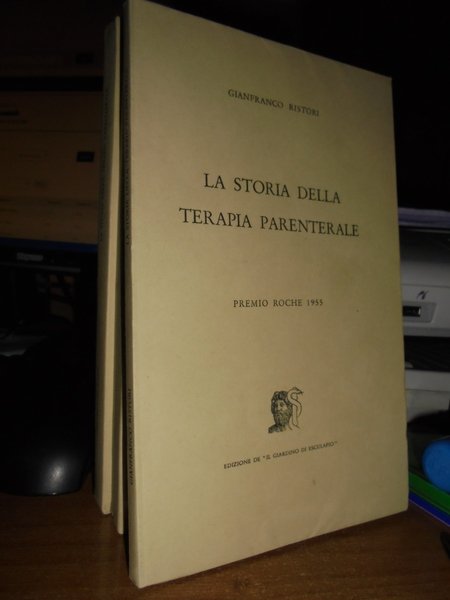 GIANFRANCO RISTORI
LA STORIA DELLA
TERAPIA PARENTERALE
PREMIO ROCHE 1955
EDIZIONE DE "IL GIARDINO DI ESCULAPIO"
GIANFRANCO RISTORI